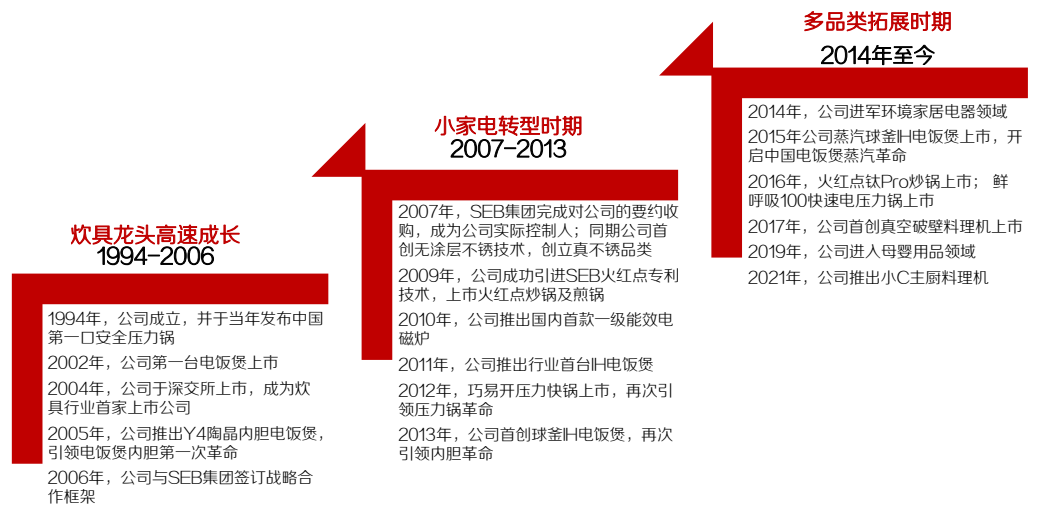 炊具龙头高速成长
1994-2006
1994年，公司成立，并于当年发布中国
第一口安全压力锅
2002年，公司第一台电饭煲上市
2004年，公司于深交所上市，成为炊
具行业首家上市公司
2005年，公司推出Y4陶晶内胆电饭煲，
引领电饭煲内胆第一次革命
2006年，公司与SEB集团签订战略合
作框架
小家电转型时期
2007-2013
2007年，SEB集团完成对公司的要约收
购，成为公司实际控制人；同期公司首
创无涂层不锈技术，创立真不锈品类
2009年，公司成功引进SEB火红点专利
技术，上市火红点炒锅及煎锅
2010年，公司推出国内首款一级能效电
磁炉
2011年，公司推出行业首台IH电饭煲
2012年，巧易开压力快锅上市，再次引
领压力锅革命
2013年，公司首创球釜IH电饭煲，再次
引领内胆革命
多品类拓展时期
2014年至今
2014年，公司进军环境家居电器领域
2015年公司蒸汽球釜IH电饭煲上市，开
启中国电饭煲蒸汽革命
2016年，火红点钛Pro炒锅上市； 鲜
呼吸100快速电压力锅上市
2017年，公司首创真空破壁料理机上市
2019年，公司进入母婴用品领域
2021年，公司推出小C主厨料理机